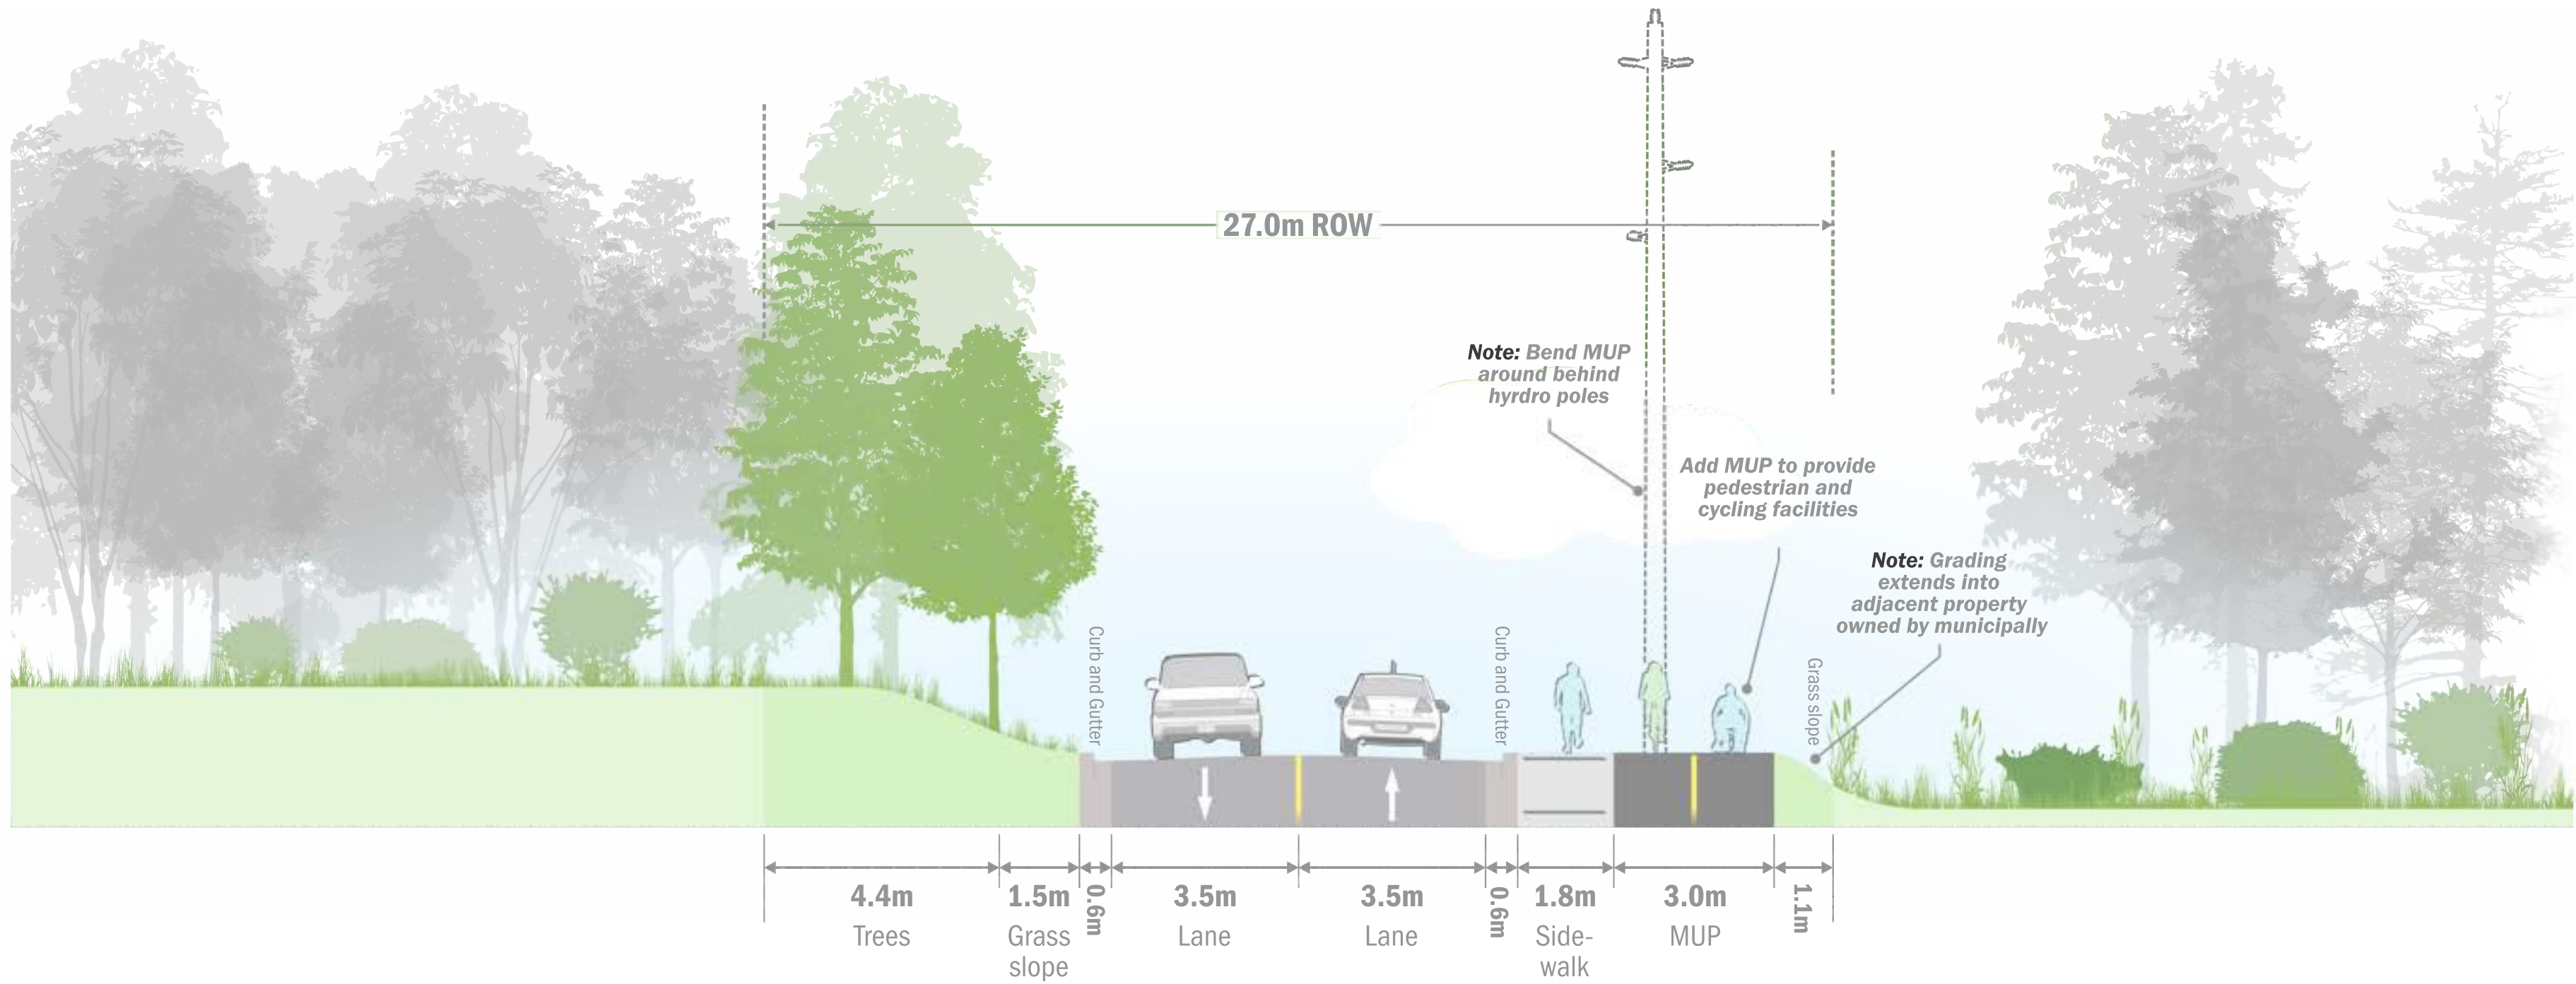 27.0m ROW
Note: Bend MUP
around behind
hyrdro poles
Add MUP to provide
pedestrian and
cycling facilities
Note: Grading
extends into
adjacent property
owned by municipally
Curb and Gutter
Curb and Gutter
Grass slope
4.4m
Trees
1.5m
Grass
slope
0.6m
3.5m
Lane
3.5m
Lane
0.6m
1.8m
Side-
walk
3.0m
MUP
1.1m